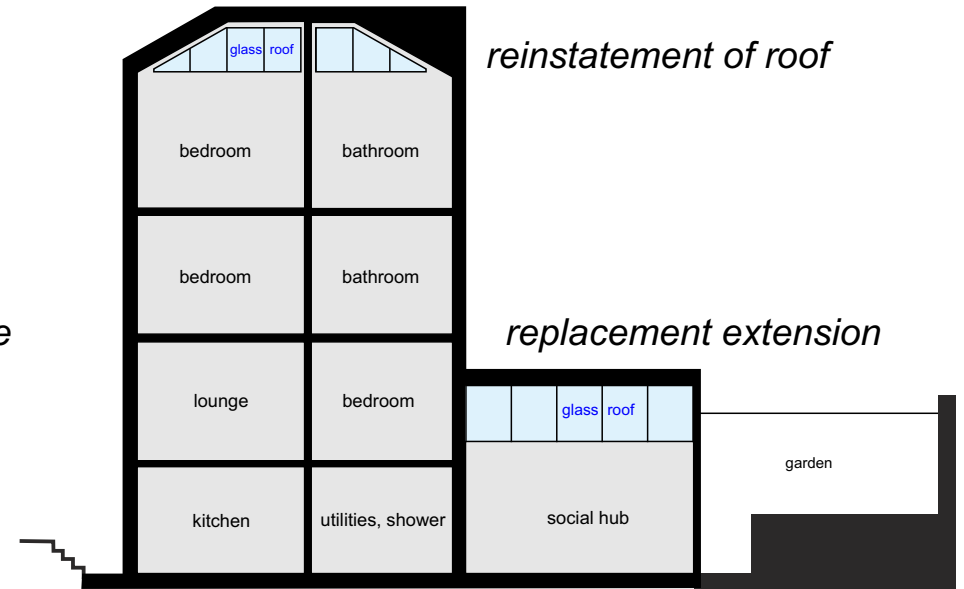 reinstatement of roof
glass roof
bedroom
bathroom
bedroom
bathroom
e
replacement extension
lounge
bedroom
glass roof
garden
kitchen
utilities, shower
social hub